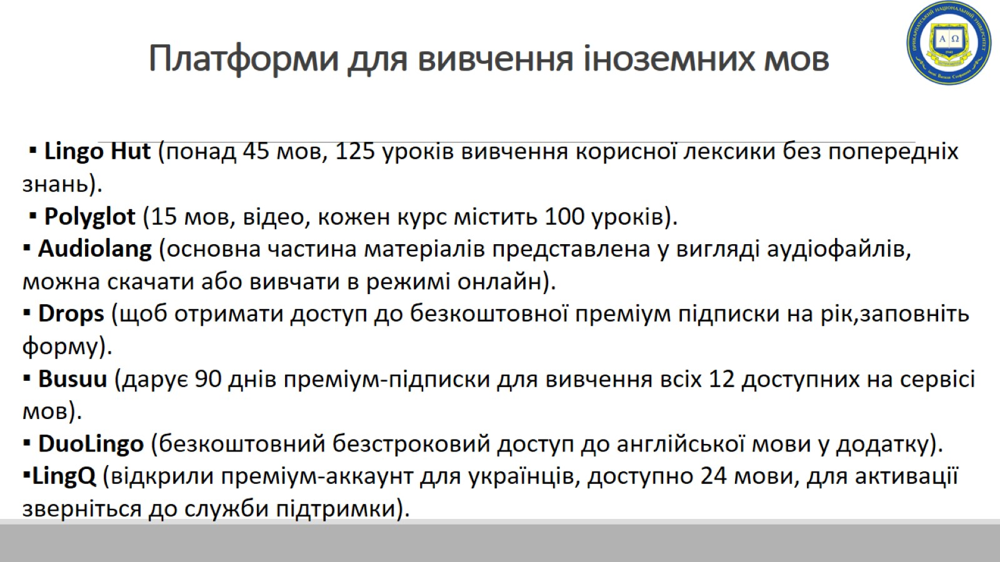 Платформи для вивчення іноземних мов
ПРИКАРПАТСЬКИЙ НАЦІОНАЛЬНИЙ УНІВЕРСИТЕТ
Α Ω
1940
імені Василя Стефаника
▪ Lingo Hut (понад 45 мов, 125 уроків вивчення корисної лексики без попередніх
знань).
▪ Polyglot (15 мов, відео, кожен курс містить 100 уроків).
▪ Audiolang (основна частина матеріалів представлена у вигляді аудіофайлів,
можна скачати або вивчати в режимі онлайн).
▪ Drops (щоб отримати доступ до безкоштовної преміум підписки на рік,заповніть
форму).
▪ Busuu (дарує 90 днів преміум-підписки для вивчення всіх 12 доступних на сервісі
мов).
▪ DuoLingo (безкоштовний безстроковий доступ до англійської мови у додатку).
▪LingQ (відкрили преміум-аккаунт для українців, доступно 24 мови, для активації
зверніться до служби підтримки).